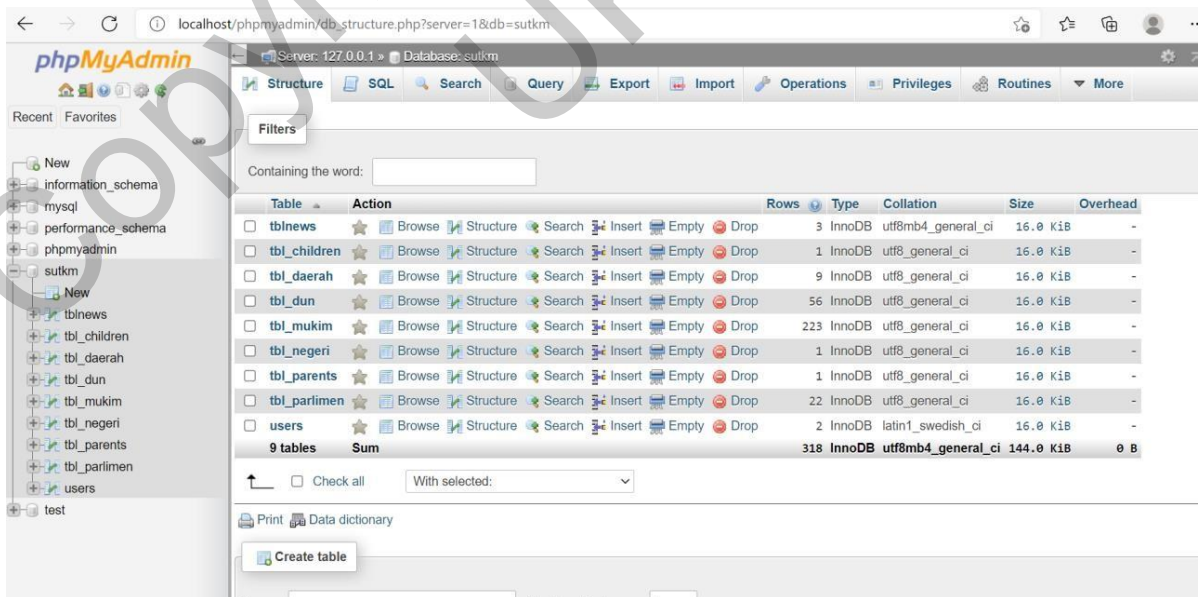 localhost/phpmyadmin/db_structure.php?server=1&db=sutkm
phpMyAdmin
Recent Favorites
New
information_schema
mysql
performance_schema
phpmyadmin
sutkm
New
tblnews
tbl_children
tbl_daerah
tbl_dun
tbl_mukim
tbl_negeri
tbl_parents
tbl_parlimen
users
test
Server: 127.0.0.1 » Database: sutkm
Structure SQL Search Query Export Import Operations Privileges Routines More
Filters
Containing the word:
Table Action Rows Type Collation Size Overhead
tblnews Browse Structure Search Insert Empty Drop 3 InnoDB utf8mb4_general_ci 16.0 KiB -
tbl_children Browse Structure Search Insert Empty Drop 1 InnoDB utf8_general_ci 16.0 KiB -
tbl_daerah Browse Structure Search Insert Empty Drop 9 InnoDB utf8_general_ci 16.0 KiB -
tbl_dun Browse Structure Search Insert Empty Drop 56 InnoDB utf8_general_ci 16.0 KiB -
tbl_mukim Browse Structure Search Insert Empty Drop 223 InnoDB utf8_general_ci 16.0 KiB -
tbl_negeri Browse Structure Search Insert Empty Drop 1 InnoDB utf8_general_ci 16.0 KiB -
tbl_parents Browse Structure Search Insert Empty Drop 1 InnoDB utf8_general_ci 16.0 KiB -
tbl_parlimen Browse Structure Search Insert Empty Drop 22 InnoDB utf8_general_ci 16.0 KiB -
users Browse Structure Search Insert Empty Drop 2 InnoDB latin1_swedish_ci 16.0 KiB -
9 tables Sum 318 InnoDB utf8mb4_general_ci 144.0 KiB 0 B
Check all With selected:
Print Data dictionary
Create table